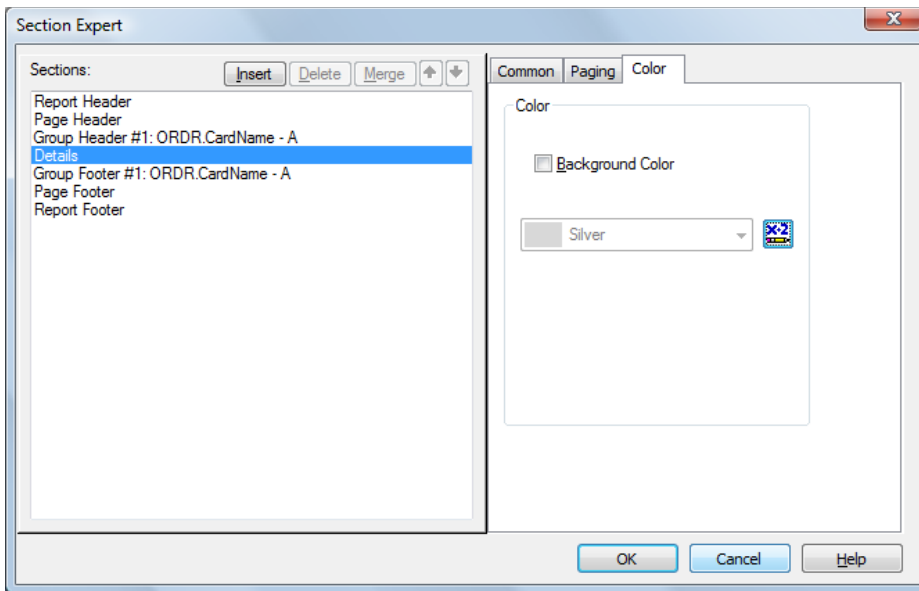 Section Expert
Sections:
Insert Delete Merge
Report Header
Page Header
Group Header #1: ORDR.CardName - A
Details
Group Footer #1: ORDR.CardName - A
Page Footer
Report Footer
Common Paging Color
Color
Background Color
Silver
X·2
OK Cancel Help